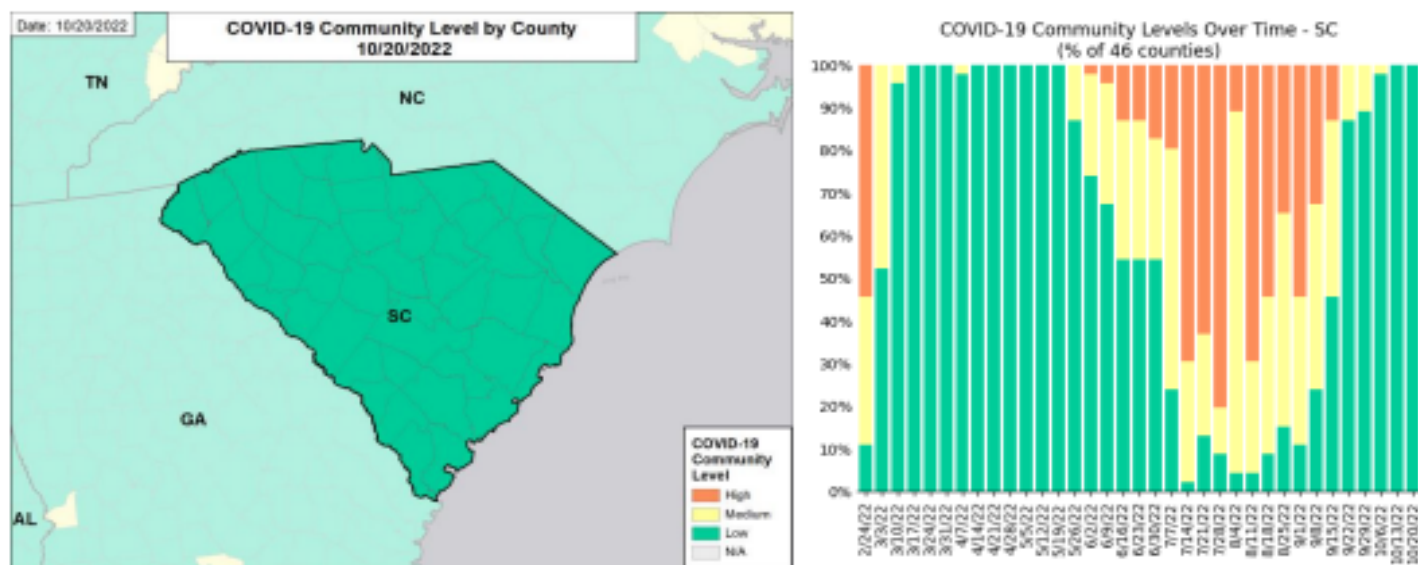 Date: 10/20/2022
COVID-19 Community Level by County
10/20/2022
TN
NC
SC
GA
AL
COVID-19
Community
Level
High
Medium
Low
N/A
COVID-19 Community Levels Over Time - SC
(% of 46 counties)
100%
90%
80%
70%
60%
50%
40%
30%
20%
10%
0%
2/24/22
3/3/22
3/10/22
3/17/22
3/24/22
3/31/22
4/7/22
4/14/22
4/21/22
4/28/22
5/5/22
5/12/22
5/19/22
5/26/22
6/2/22
6/9/22
6/16/22
6/23/22
6/30/22
7/7/22
7/14/22
7/21/22
7/28/22
8/4/22
8/11/22
8/18/22
8/25/22
9/1/22
9/8/22
9/15/22
9/22/22
9/29/22
10/6/22
10/13/22
10/20/22